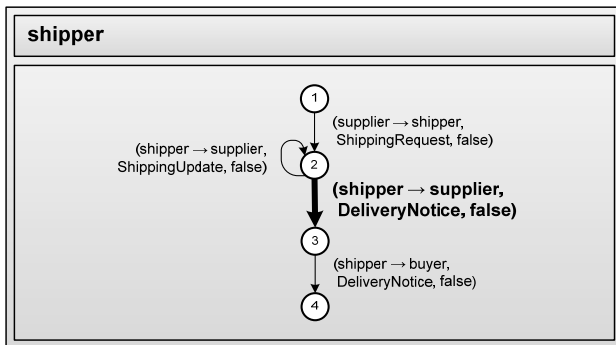 shipper
1
(supplier → shipper,
ShippingRequest, false)
(shipper → supplier,
ShippingUpdate, false)
2
(shipper → supplier,
DeliveryNotice, false)
3
(shipper → buyer,
DeliveryNotice, false)
4